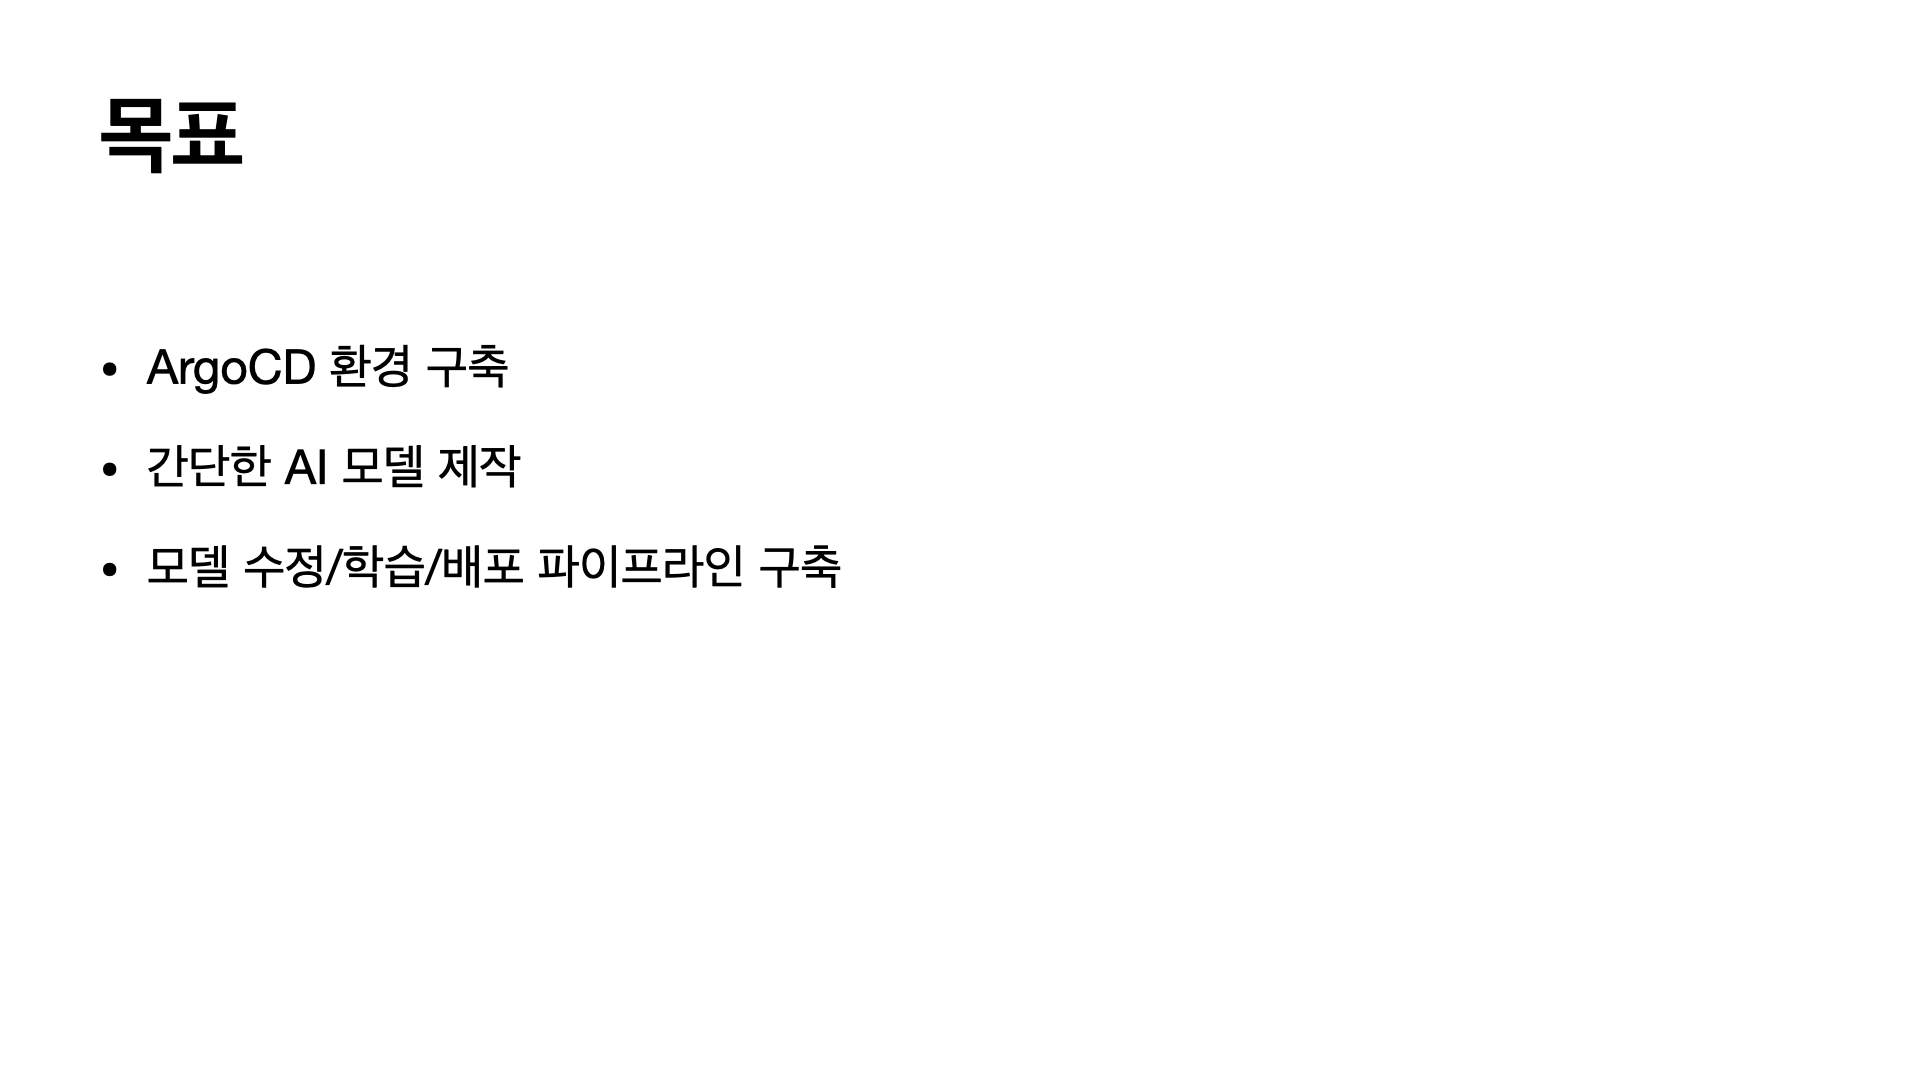 목표
• ArgoCD 환경 구축
• 간단한 AI 모델 제작
• 모델 수정/학습/배포 파이프라인 구축